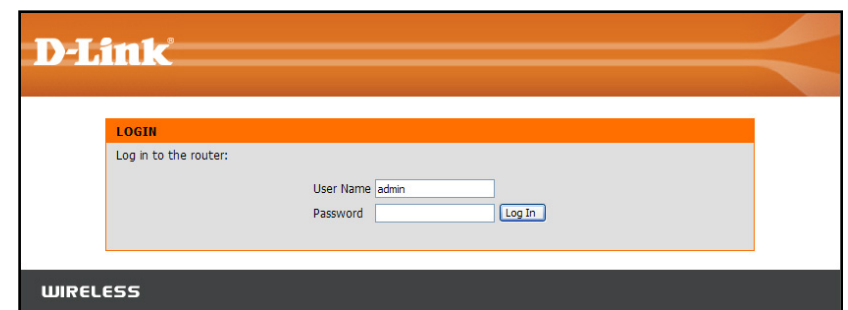 D-Link®
LOGIN
Log in to the router:
User Name admin
Password Log In
WIRELESS